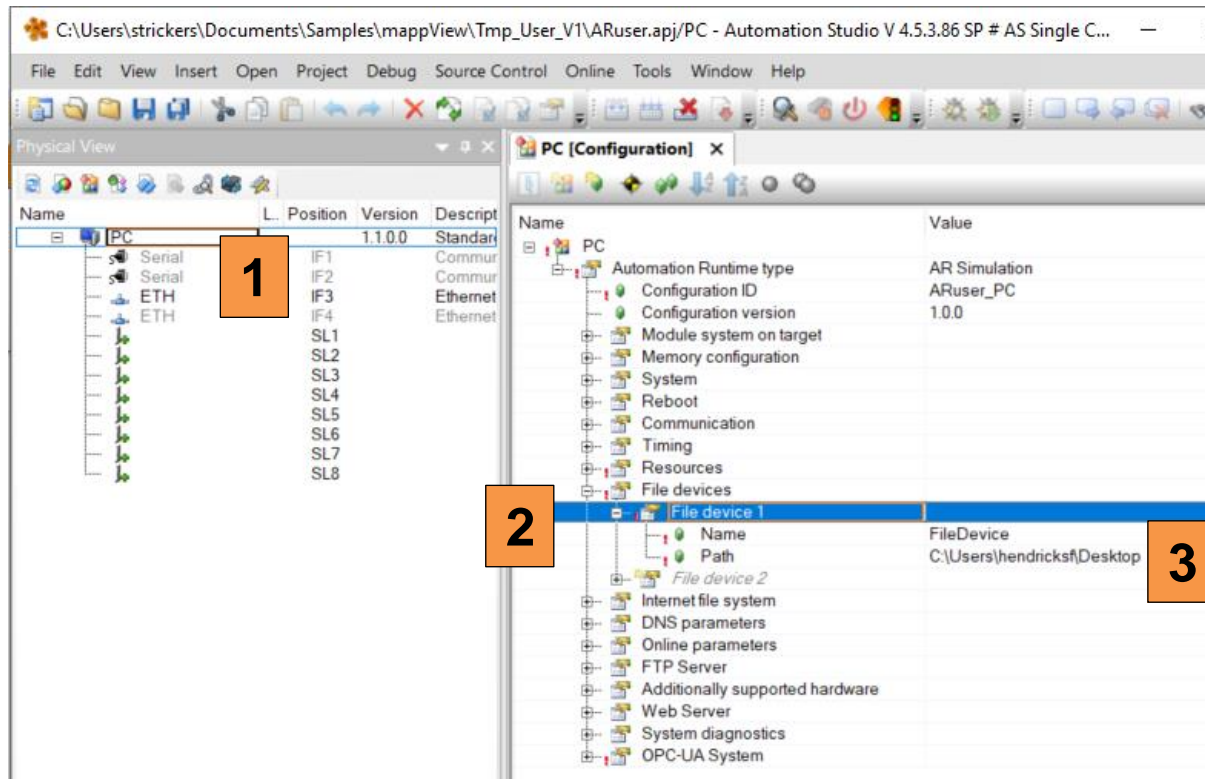 C:\Users\strickers\Documents\Samples\mappView\Tmp_User_V1\ARuser.apj/PC - Automation Studio V 4.5.3.86 SP # AS Single C...
File Edit View Insert Open Project Debug Source Control Online Tools Window Help
Physical View
PC [Configuration]
Name L.. Position Version Descript
PC 1.1.0.0 Standar
Serial IF1 Commur
Serial IF2 Commur
ETH IF3 Ethernet
ETH IF4 Ethernet
SL1
SL2
SL3
SL4
SL5
SL6
SL7
SL8
1
Name Value
PC
Automation Runtime type AR Simulation
Configuration ID ARuser_PC
Configuration version 1.0.0
Module system on target
Memory configuration
System
Reboot
Communication
Timing
Resources
File devices
2
File device 1
Name FileDevice
Path C:\Users\hendricksf\Desktop
3
File device 2
Internet file system
DNS parameters
Online parameters
FTP Server
Additionally supported hardware
Web Server
System diagnostics
OPC-UA System